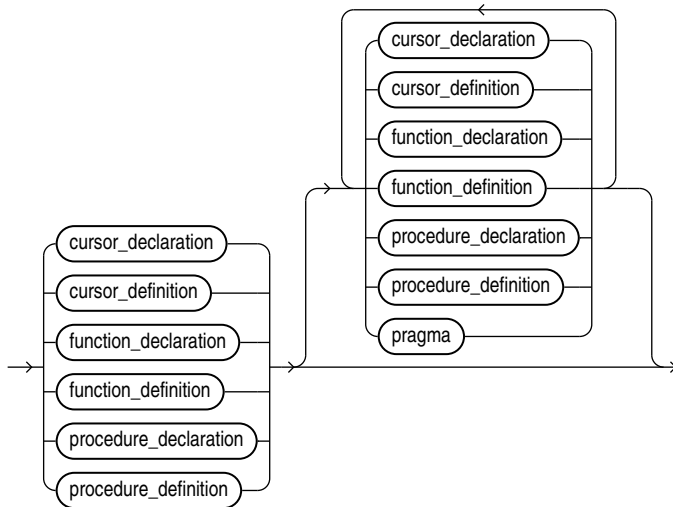 cursor_declaration
cursor_definition
function_declaration
function_definition
procedure_declaration
procedure_definition
pragma
cursor_declaration
cursor_definition
function_declaration
function_definition
procedure_declaration
procedure_definition